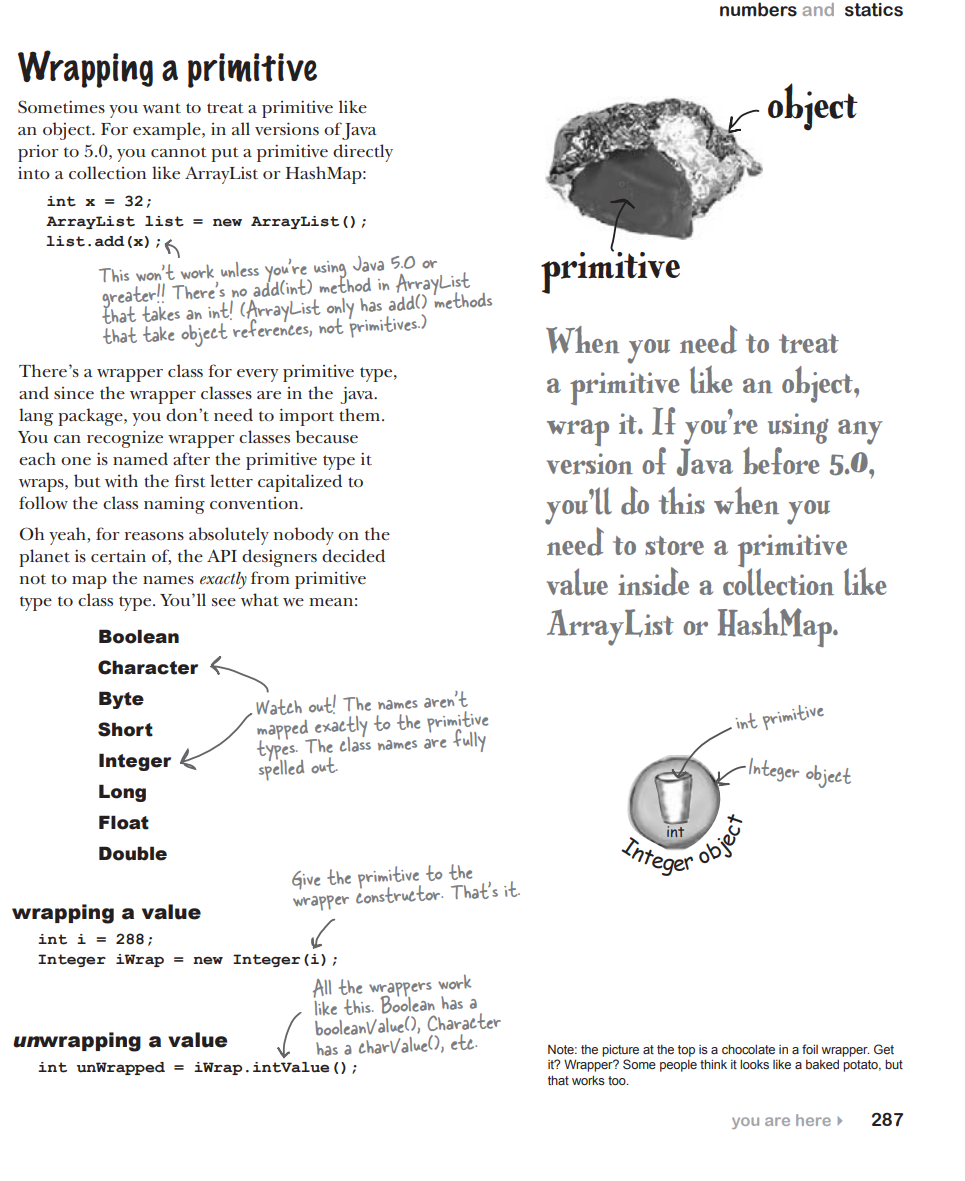 numbers and statics
Wrapping a primitive
Sometimes you want to treat a primitive like
an object. For example, in all versions of Java
prior to 5.0, you cannot put a primitive directly
into a collection like ArrayList or HashMap:
int x = 32;
ArrayList list = new ArrayList();
list.add(x);
This won't work unless you're using Java 5.0 or
greater!! There's no add(int) method in ArrayList
that takes an int! (ArrayList only has add() methods
that take object references, not primitives.)
There's a wrapper class for every primitive type,
and since the wrapper classes are in the java.
lang package, you don't need to import them.
You can recognize wrapper classes because
each one is named after the primitive type it
wraps, but with the first letter capitalized to
follow the class naming convention.
Oh yeah, for reasons absolutely nobody on the
planet is certain of, the API designers decided
not to map the names exactly from primitive
type to class type. You'll see what we mean:
Boolean
Character
Byte
Short
Integer
Long
Float
Double
Watch out! The names aren't
mapped exactly to the primitive
types. The class names are fully
spelled out.
Give the primitive to the
wrapper constructor. That's it.
wrapping a value
int i = 288;
Integer iWrap = new Integer(i);
All the wrappers work
like this. Boolean has a
booleanValue(), Character
has a charValue(), etc.
unwrapping a value
int unWrapped = iWrap.intValue();
object
primitive
When you need to treat
a primitive like an object,
wrap it. If you're using any
version of Java before 5.0,
you'll do this when you
need to store a primitive
value inside a collection like
ArrayList or HashMap.
int primitive
Integer object
int
Integer object
Note: the picture at the top is a chocolate in a foil wrapper. Get
it? Wrapper? Some people think it looks like a baked potato, but
that works too.
you are here
287